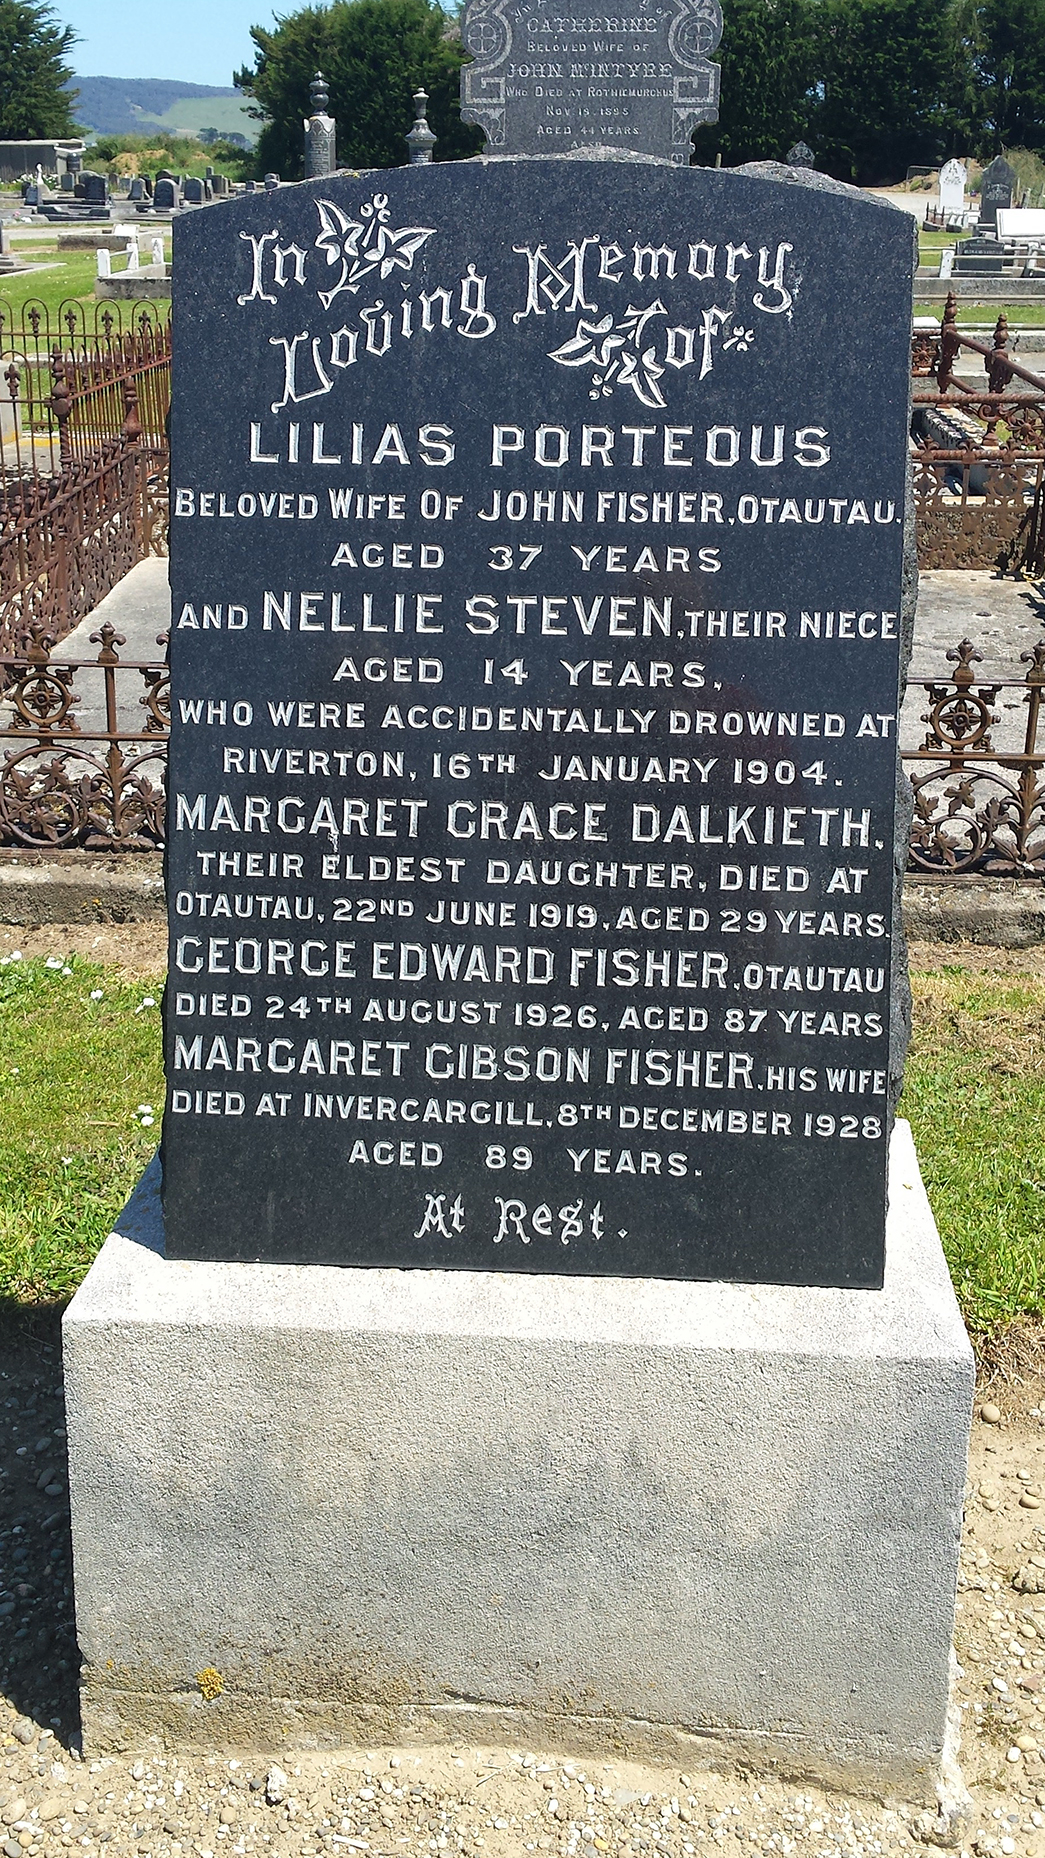 CATHERINE
BELOVED WIFE OF
JOHN MCINTYRE
WHO DIED AT ROTHIEMURCHUS
NOV 1893
AGED 44 YEARS.
In Loving Memory of
LILIAS PORTEOUS
BELOVED WIFE OF JOHN FISHER, OTAUTAU.
AGED 37 YEARS
AND NELLIE STEVEN, THEIR NIECE
AGED 14 YEARS,
WHO WERE ACCIDENTALLY DROWNED AT
RIVERTON, 16TH JANUARY 1904.
MARGARET GRACE DALKIETH,
THEIR ELDEST DAUGHTER, DIED AT
OTAUTAU, 22ND JUNE 1919, AGED 29 YEARS.
GEORGE EDWARD FISHER, OTAUTAU
DIED 24TH AUGUST 1926, AGED 87 YEARS
MARGARET GIBSON FISHER, HIS WIFE
DIED AT INVERCARGILL, 8TH DECEMBER 1928
AGED 89 YEARS.
At Rest.